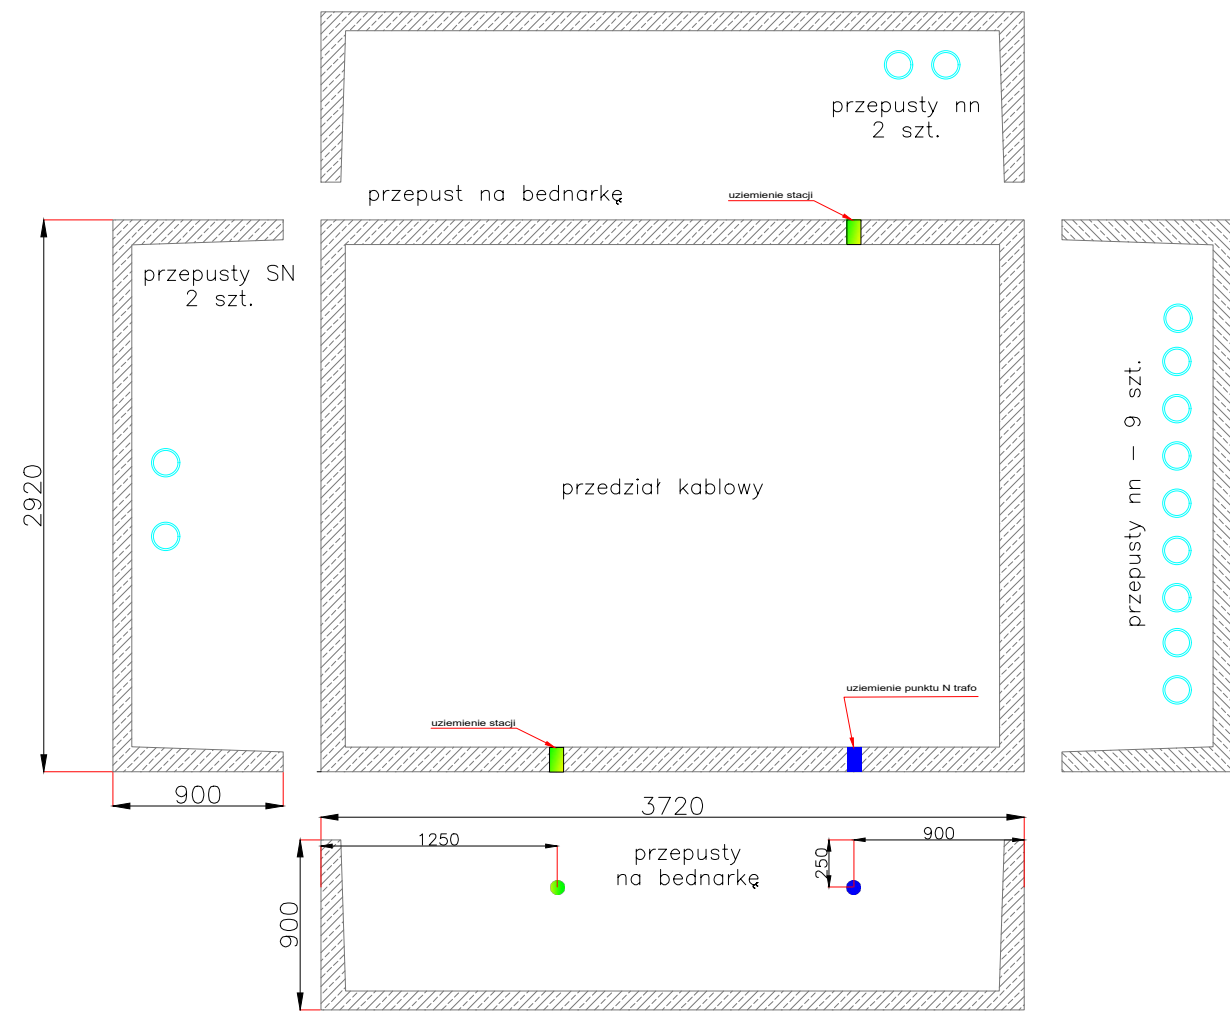 przepusty nn
2 szt.
przepust na bednarkę
uziemienie stacji
przepusty SN
2 szt.
2920
przedział kablowy
przepusty nn - 9 szt.
uziemienie punktu N trafo
uziemienie stacji
900
3720
1250
900
przepusty
na bednarkę
250
900